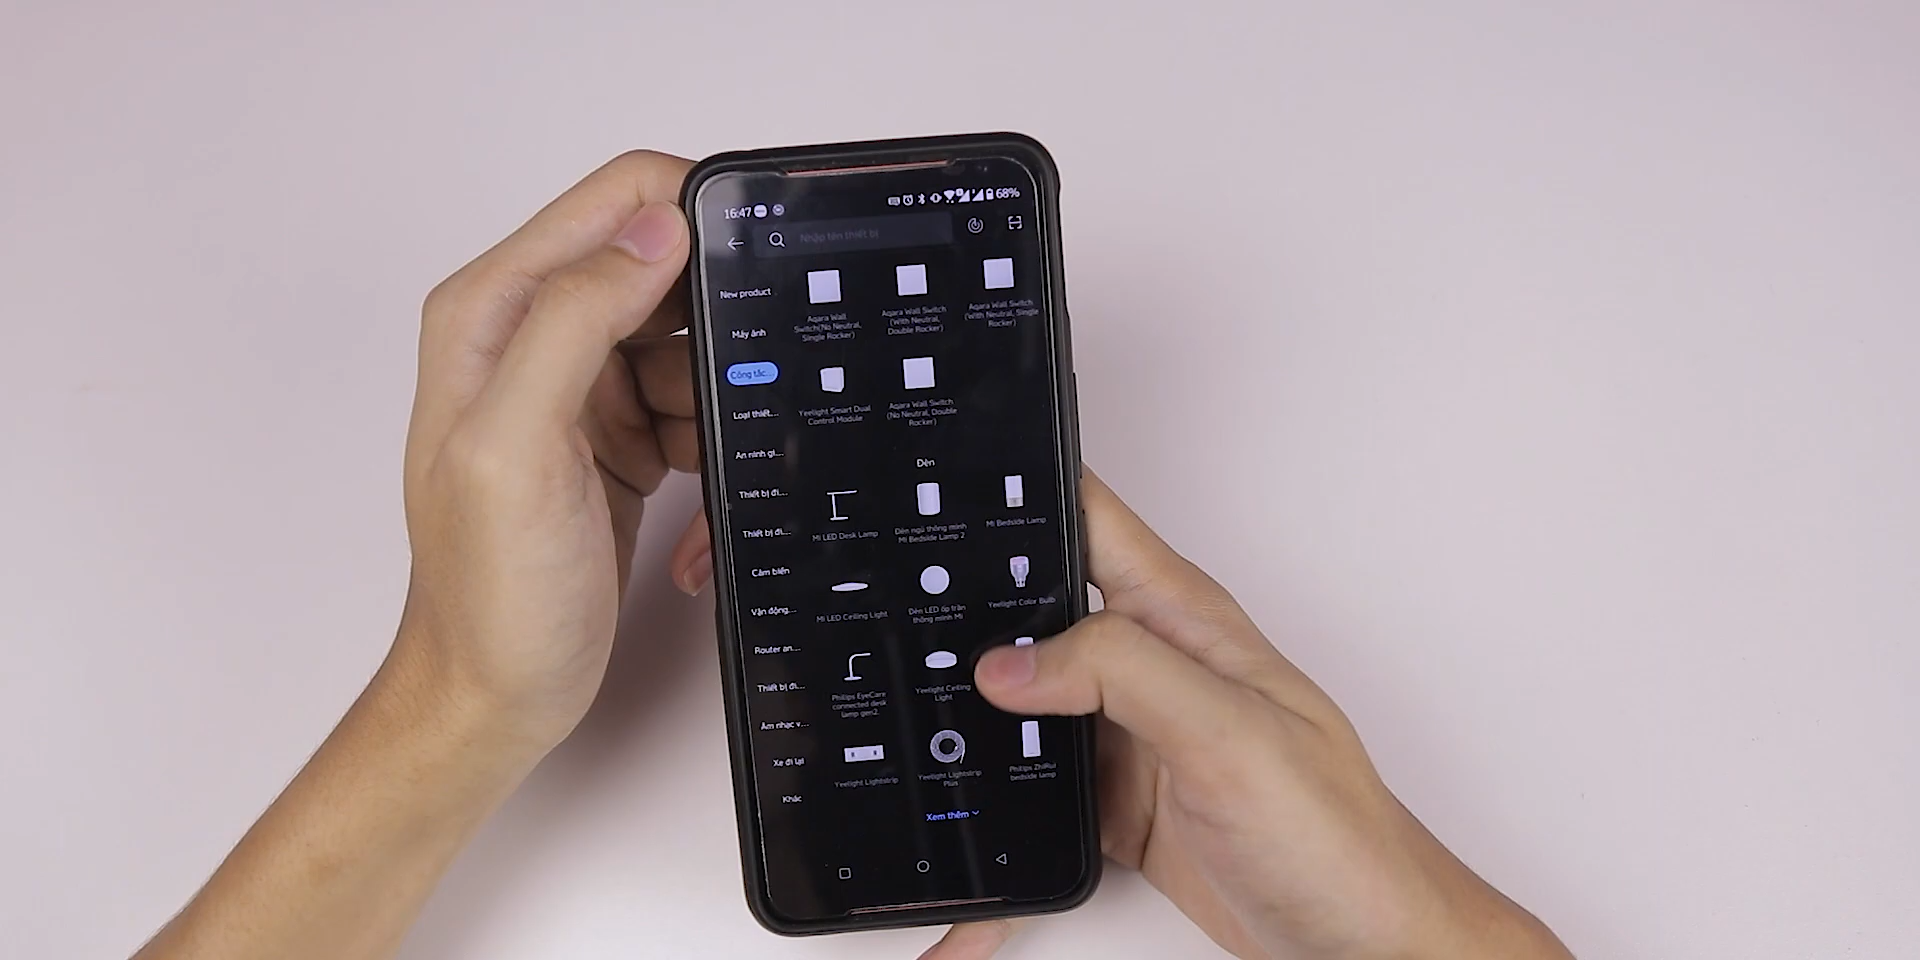 16:47
68%
Nhập tên thiết bị
New product
Máy ảnh
Công tắc...
Loại thiết...
An ninh gi...
Thiết bị đi...
Thiết bị đi...
Cảm biến
Vận động...
Router an...
Thiết bị đi...
Âm nhạc v...
Xe đi lại
Khác
Aqara Wall
Switch(No Neutral,
Single Rocker)
Aqara Wall Switch
(With Neutral,
Double Rocker)
Aqara Wall Switch
(With Neutral, Single
Rocker)
Yeelight Smart Dual
Control Module
Aqara Wall Switch
(No Neutral, Double
Rocker)
Đèn
Mi LED Desk Lamp
Đèn ngủ thông minh
Mi Bedside Lamp 2
Mi Bedside Lamp
Mi LED Ceiling Light
Đèn LED ốp trần
thông minh Mi
Yeelight Color Bulb
Philips EyeCare
connected desk
lamp gen2.
Yeelight Ceiling
Light
Yeelight Lightstrip
Yeelight Lightstrip
Plus
Philips ZhiRui
bedside lamp
Xem thêm